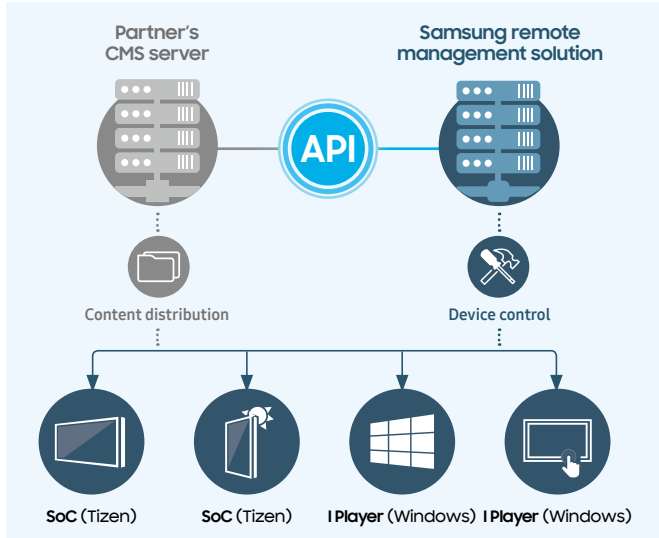 Partner's
CMS server
Samsung remote
management solution
API
Content distribution
Device control
SoC (Tizen)
SoC (Tizen)
I Player (Windows)
I Player (Windows)